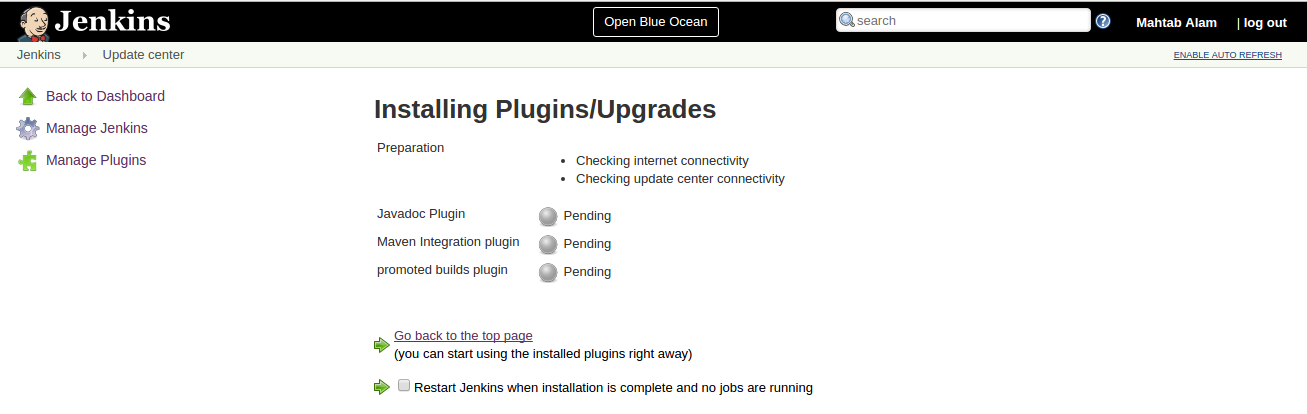 Jenkins
Open Blue Ocean
search
?
Mahtab Alam
| log out
Jenkins
Update center
ENABLE AUTO REFRESH
Back to Dashboard
Manage Jenkins
Manage Plugins
Installing Plugins/Upgrades
Preparation
• Checking internet connectivity
• Checking update center connectivity
Javadoc Plugin Pending
Maven Integration plugin Pending
promoted builds plugin Pending
Go back to the top page
(you can start using the installed plugins right away)
Restart Jenkins when installation is complete and no jobs are running